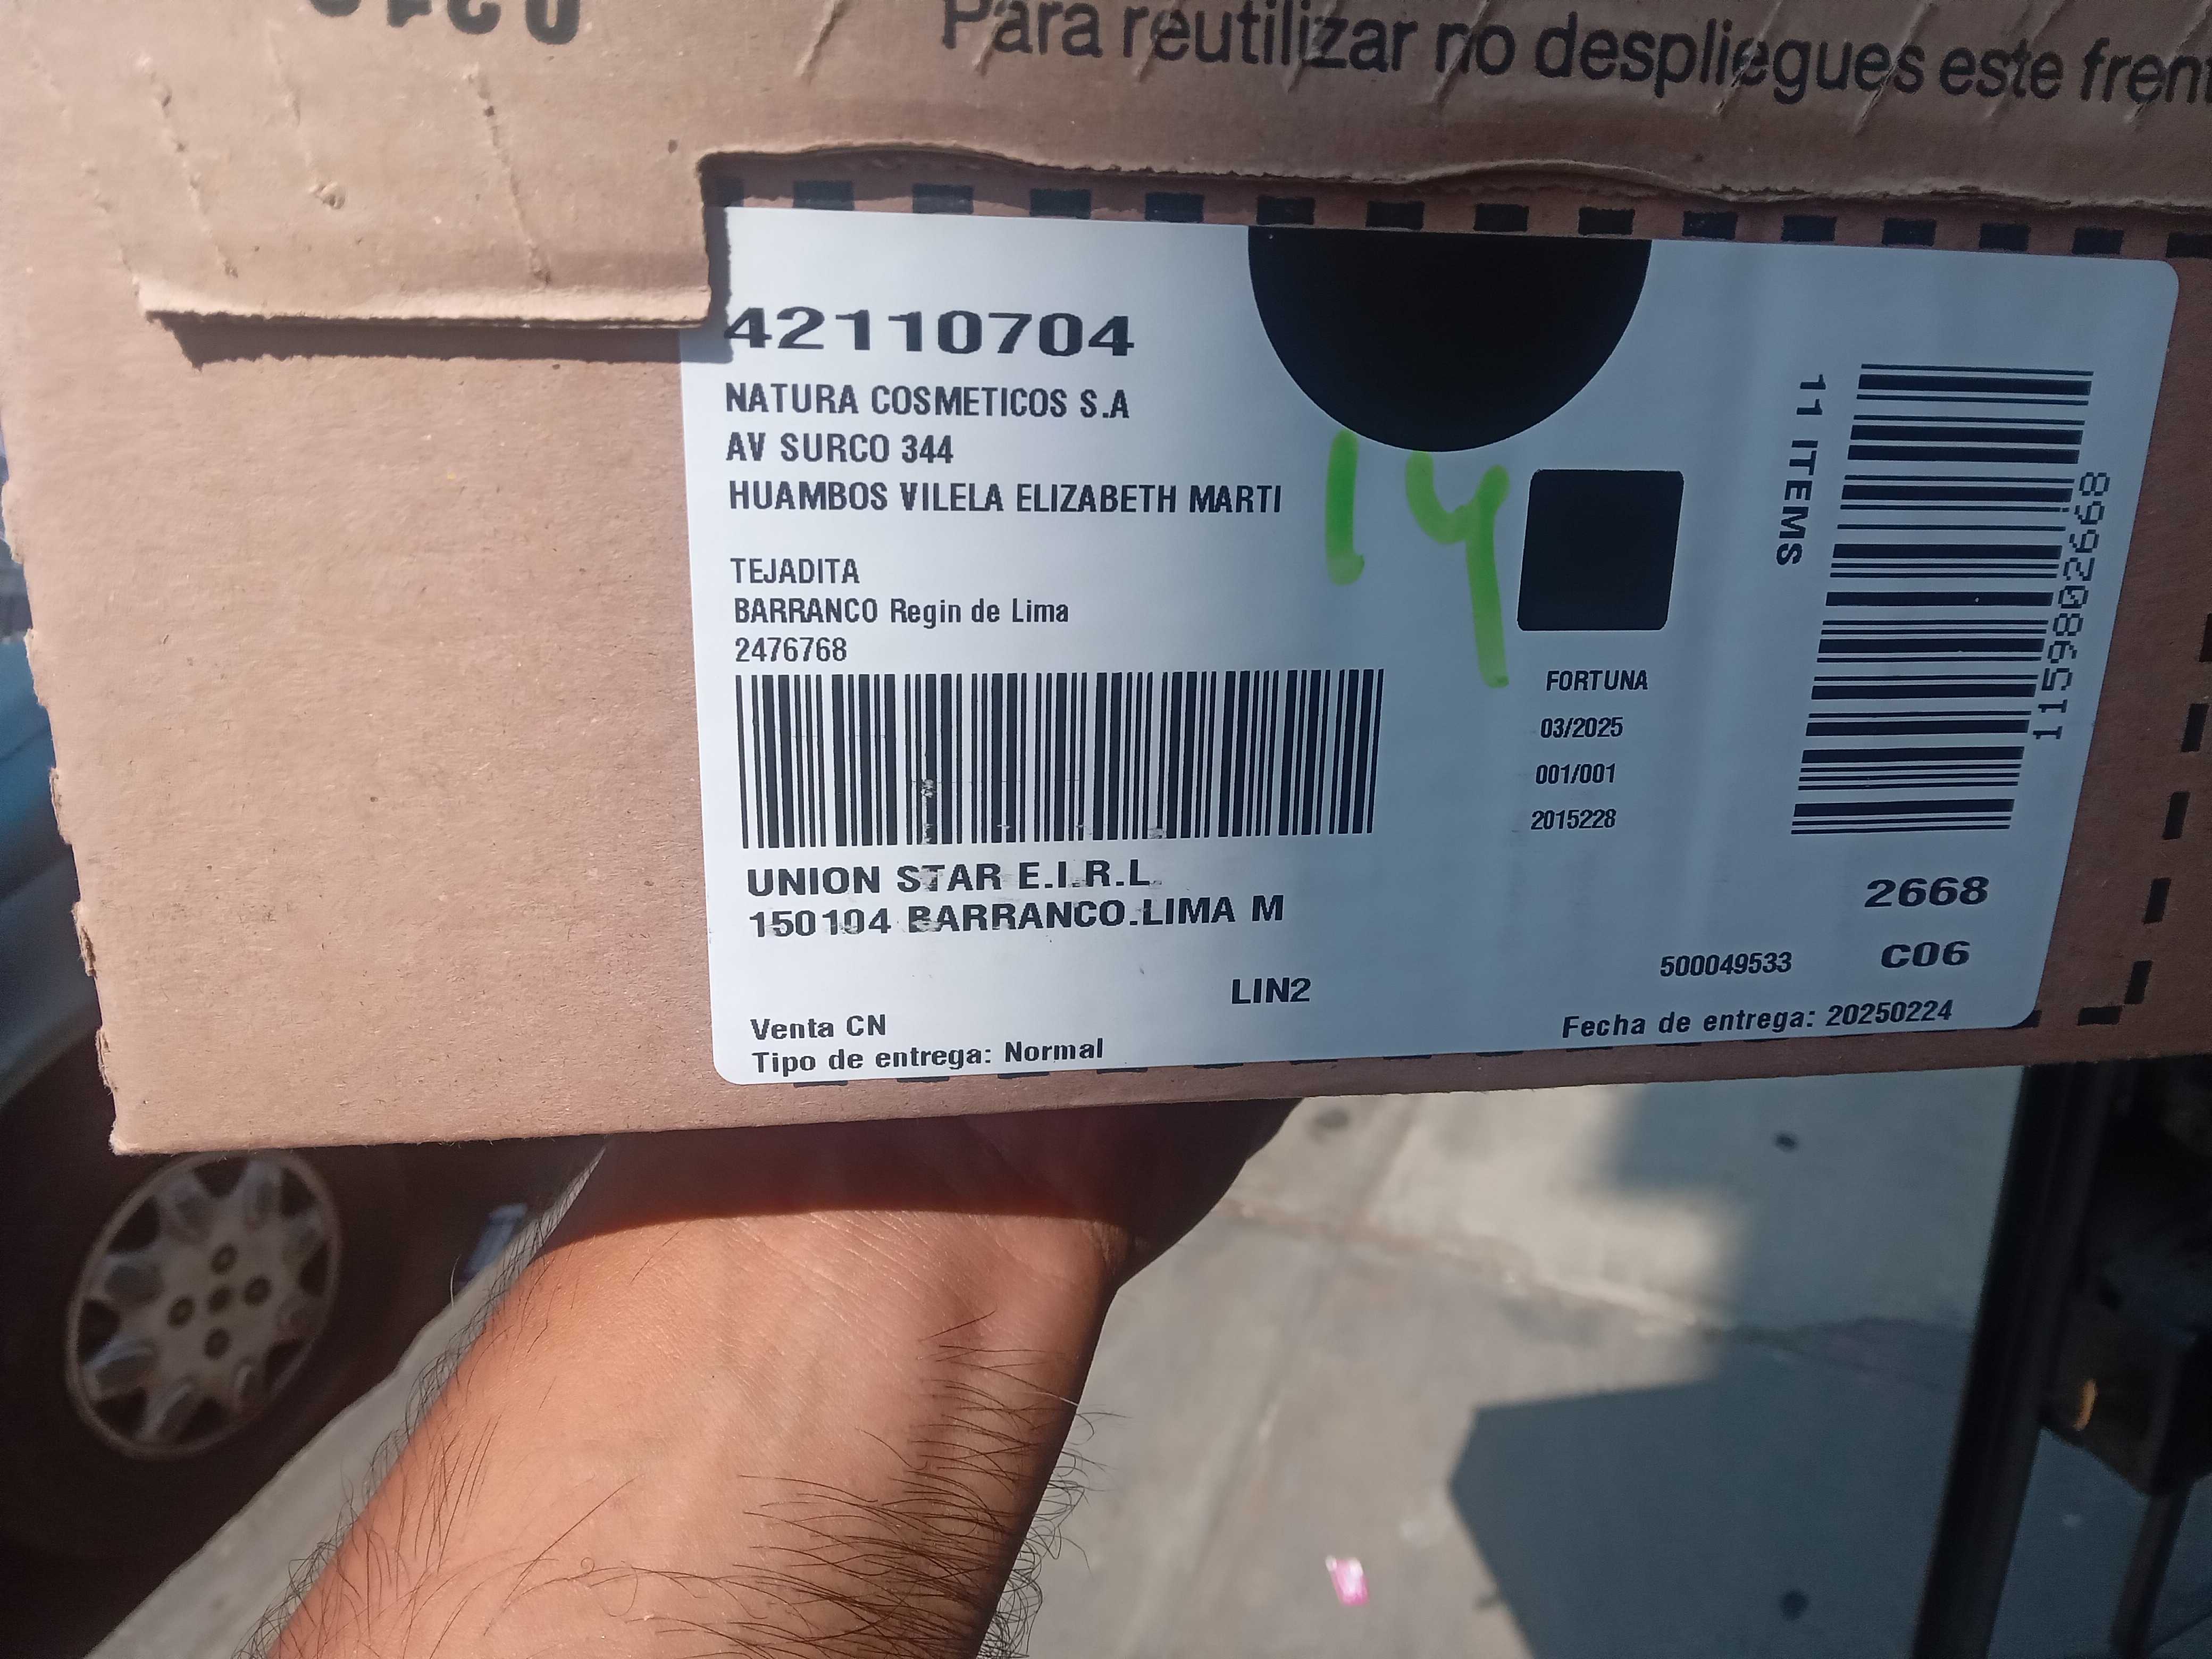 Para reutilizar no despliegues este
42110704
NATURA COSMETICOS S.A
AV SURCO 344
HUAMBOS VILELA ELIZABETH MARTI
14
TEJADITA
BARRANCO Regin de Lima
2476768
UNION STAR E.I.R.L
150104 BARRANCO.LIMA M
LIN2
Venta CN
Tipo de entrega: Normal
FORTUNA
03/2025
001/001
2015228
11 ITEMS
1159802668
2668
C06
500049533
Fecha de entrega: 20250224